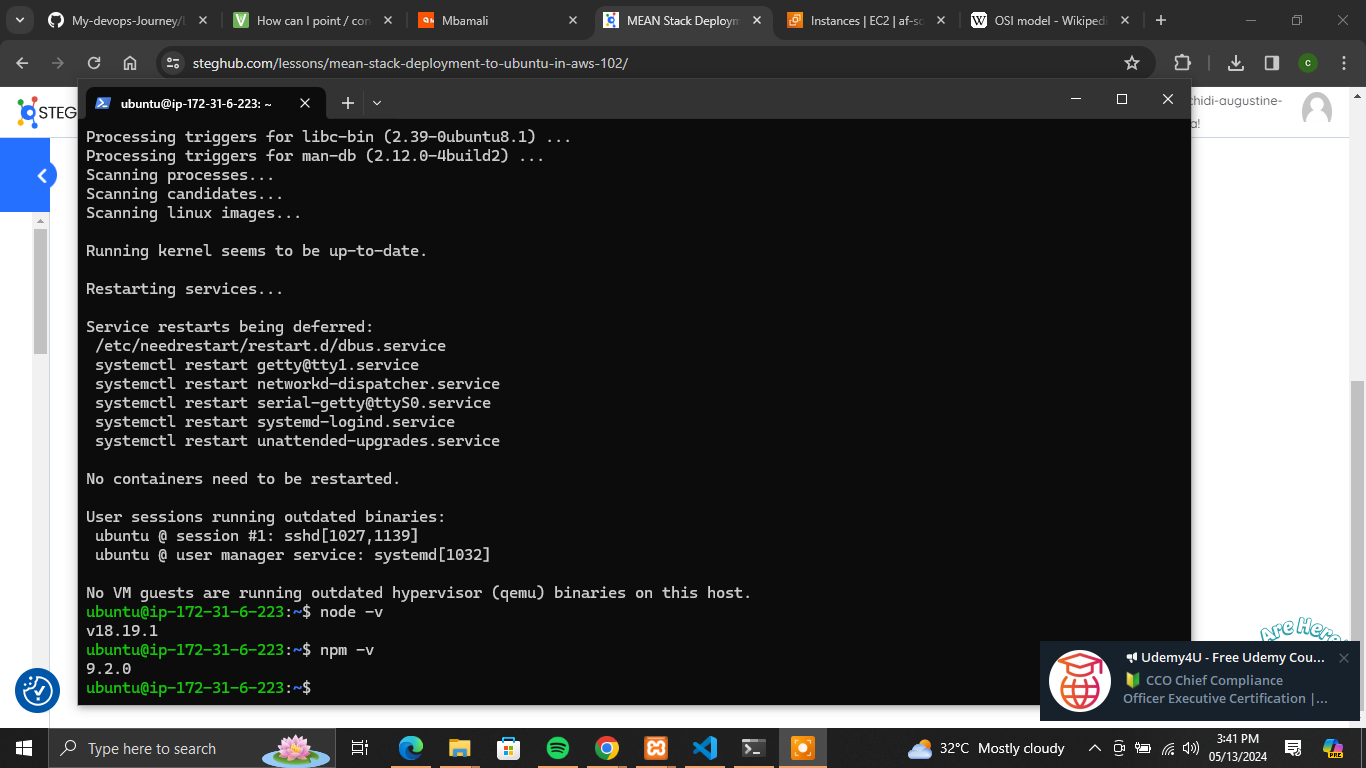 My-devops-Journey/L
How can I point / con
Mbamali
MEAN Stack Deploym
Instances | EC2 | af-so
OSI model - Wikipedi
steghub.com/lessons/mean-stack-deployment-to-ubuntu-in-aws-102/
c
STEG
ubuntu@ip-172-31-6-223: ~
chidi-augustine-
a!
Processing triggers for libc-bin (2.39-0ubuntu8.1) ...
Processing triggers for man-db (2.12.0-4build2) ...
Scanning processes...
Scanning candidates...
Scanning linux images...
Running kernel seems to be up-to-date.
Restarting services...
Service restarts being deferred:
/etc/needrestart/restart.d/dbus.service
systemctl restart getty@tty1.service
systemctl restart networkd-dispatcher.service
systemctl restart serial-getty@ttyS0.service
systemctl restart systemd-logind.service
systemctl restart unattended-upgrades.service
No containers need to be restarted.
User sessions running outdated binaries:
ubuntu @ session #1: sshd[1027,1139]
ubuntu @ user manager service: systemd[1032]
No VM guests are running outdated hypervisor (qemu) binaries on this host.
ubuntu@ip-172-31-6-223:~$ node -v
v18.19.1
ubuntu@ip-172-31-6-223:~$ npm -v
9.2.0
ubuntu@ip-172-31-6-223:~$
Are Here
Udemy4U - Free Udemy Cou...
CCO Chief Compliance
Officer Executive Certification |...
Type here to search
32°C Mostly cloudy
3:41 PM
05/13/2024
PRE